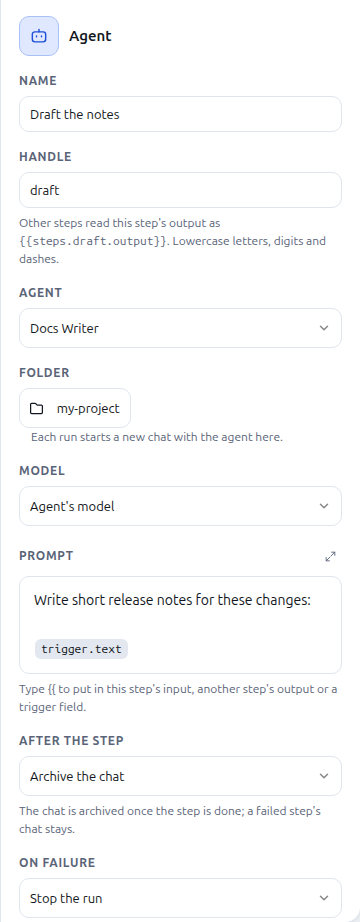 Agent
NAME
Draft the notes
HANDLE
draft
Other steps read this step's output as
{{steps.draft.output}}. Lowercase letters, digits and
dashes.
AGENT
Docs Writer
FOLDER
my-project
Each run starts a new chat with the agent here.
MODEL
Agent's model
PROMPT
Write short release notes for these changes:
trigger.text
Type {{ to put in this step's input, another step's output or a
trigger field.
AFTER THE STEP
Archive the chat
The chat is archived once the step is done; a failed step's
chat stays.
ON FAILURE
Stop the run